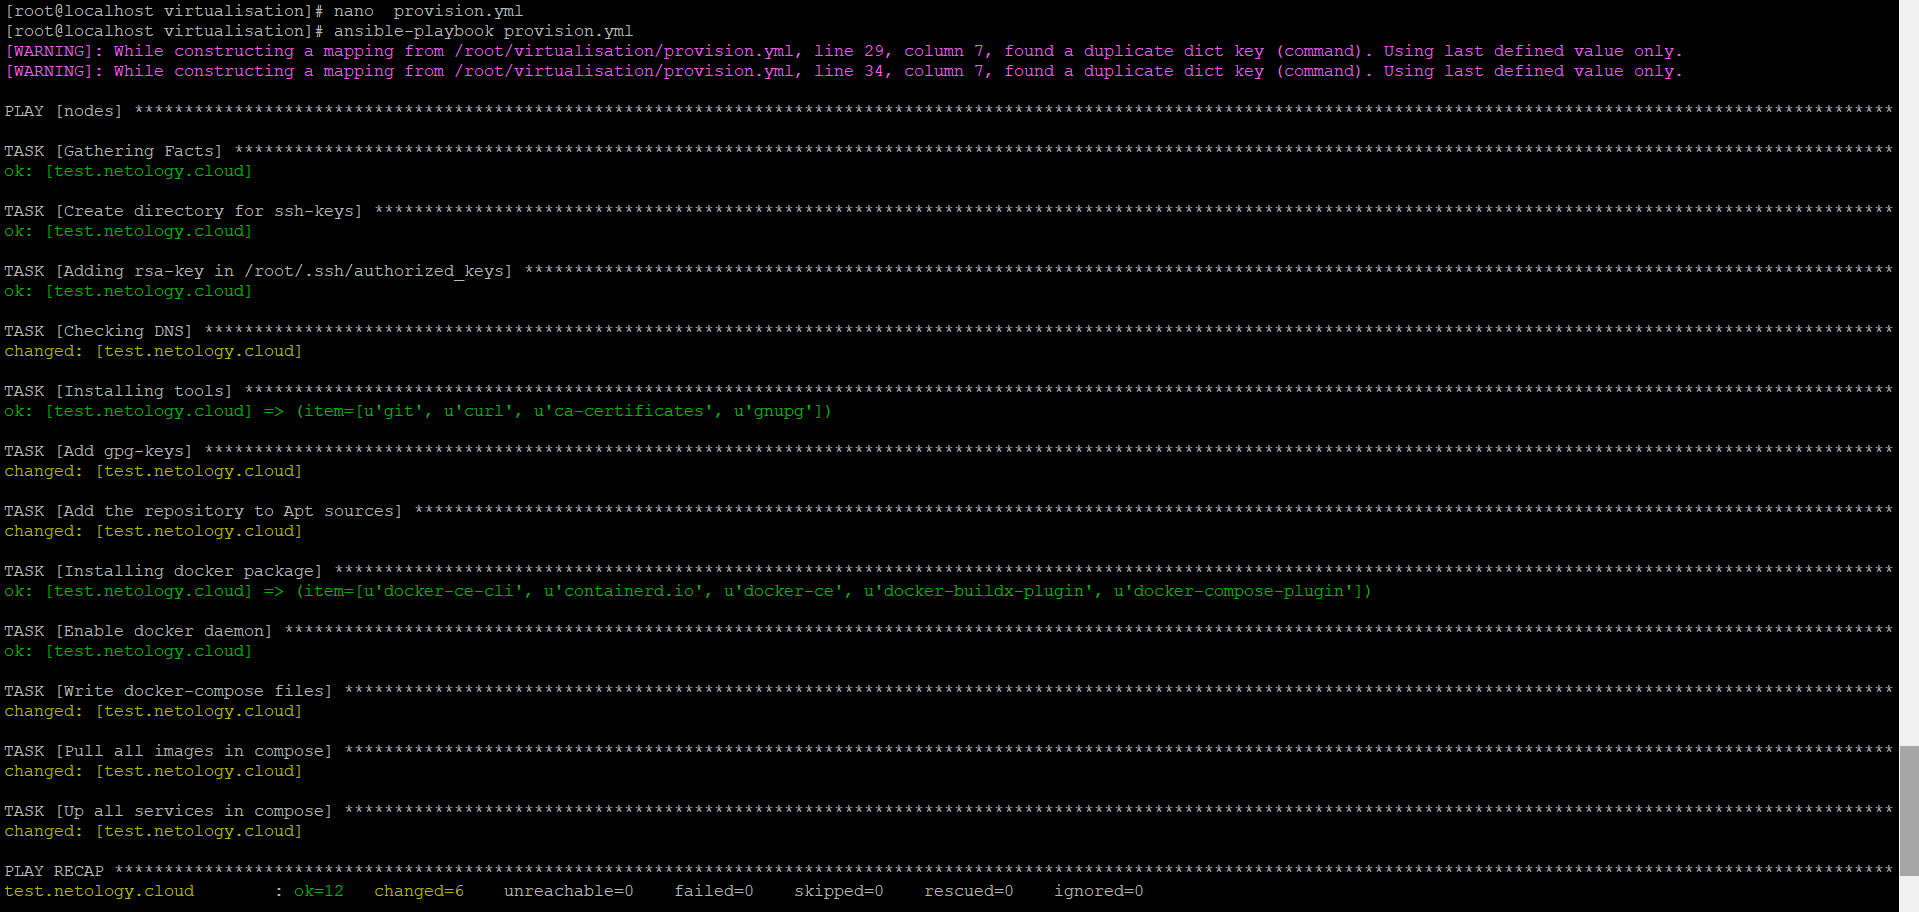 [root@localhost virtualisation]# nano  provision.yml
[root@localhost virtualisation]# ansible-playbook provision.yml
[WARNING]: While constructing a mapping from /root/virtualisation/provision.yml, line 29, column 7, found a duplicate dict key (command). Using last defined value only.
[WARNING]: While constructing a mapping from /root/virtualisation/provision.yml, line 34, column 7, found a duplicate dict key (command). Using last defined value only.
PLAY [nodes] ********************************************************************************************************************************************************************************
TASK [Gathering Facts] **********************************************************************************************************************************************************************
ok: [test.netology.cloud]
TASK [Create directory for ssh-keys] ********************************************************************************************************************************************************
ok: [test.netology.cloud]
TASK [Adding rsa-key in /root/.ssh/authorized_keys] *****************************************************************************************************************************************
ok: [test.netology.cloud]
TASK [Checking DNS] *************************************************************************************************************************************************************************
changed: [test.netology.cloud]
TASK [Installing tools] *********************************************************************************************************************************************************************
ok: [test.netology.cloud] => (item=[u'git', u'curl', u'ca-certificates', u'gnupg'])
TASK [Add gpg-keys] *************************************************************************************************************************************************************************
changed: [test.netology.cloud]
TASK [Add the repository to Apt sources] ****************************************************************************************************************************************************
changed: [test.netology.cloud]
TASK [Installing docker package] ************************************************************************************************************************************************************
ok: [test.netology.cloud] => (item=[u'docker-ce-cli', u'containerd.io', u'docker-ce', u'docker-buildx-plugin', u'docker-compose-plugin'])
TASK [Enable docker daemon] *****************************************************************************************************************************************************************
ok: [test.netology.cloud]
TASK [Write docker-compose files] ***********************************************************************************************************************************************************
changed: [test.netology.cloud]
TASK [Pull all images in compose] ***********************************************************************************************************************************************************
changed: [test.netology.cloud]
TASK [Up all services in compose] ***********************************************************************************************************************************************************
changed: [test.netology.cloud]
PLAY RECAP **********************************************************************************************************************************************************************************
test.netology.cloud        : ok=12   changed=6    unreachable=0    failed=0    skipped=0    rescued=0    ignored=0